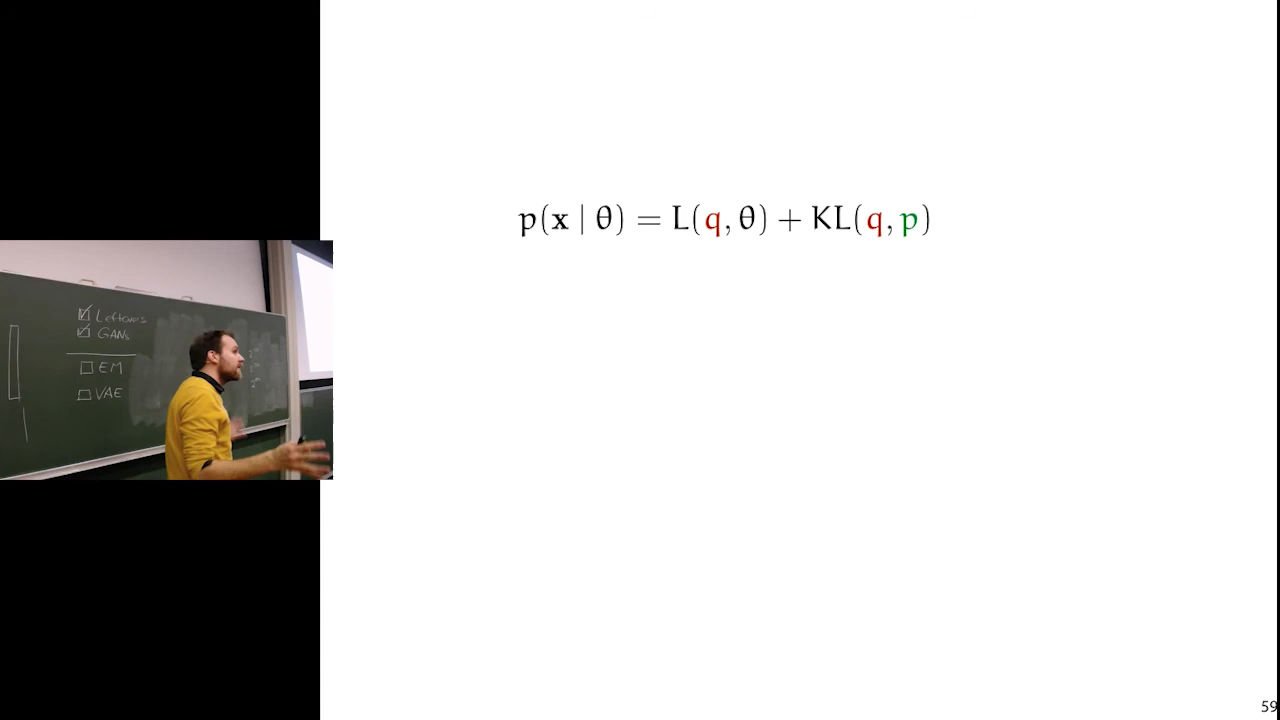 p(x | θ) = L(q, θ) + KL(q, p)
☑ Leftovers
☑ GANs
☐ EM
☐ VAE
59